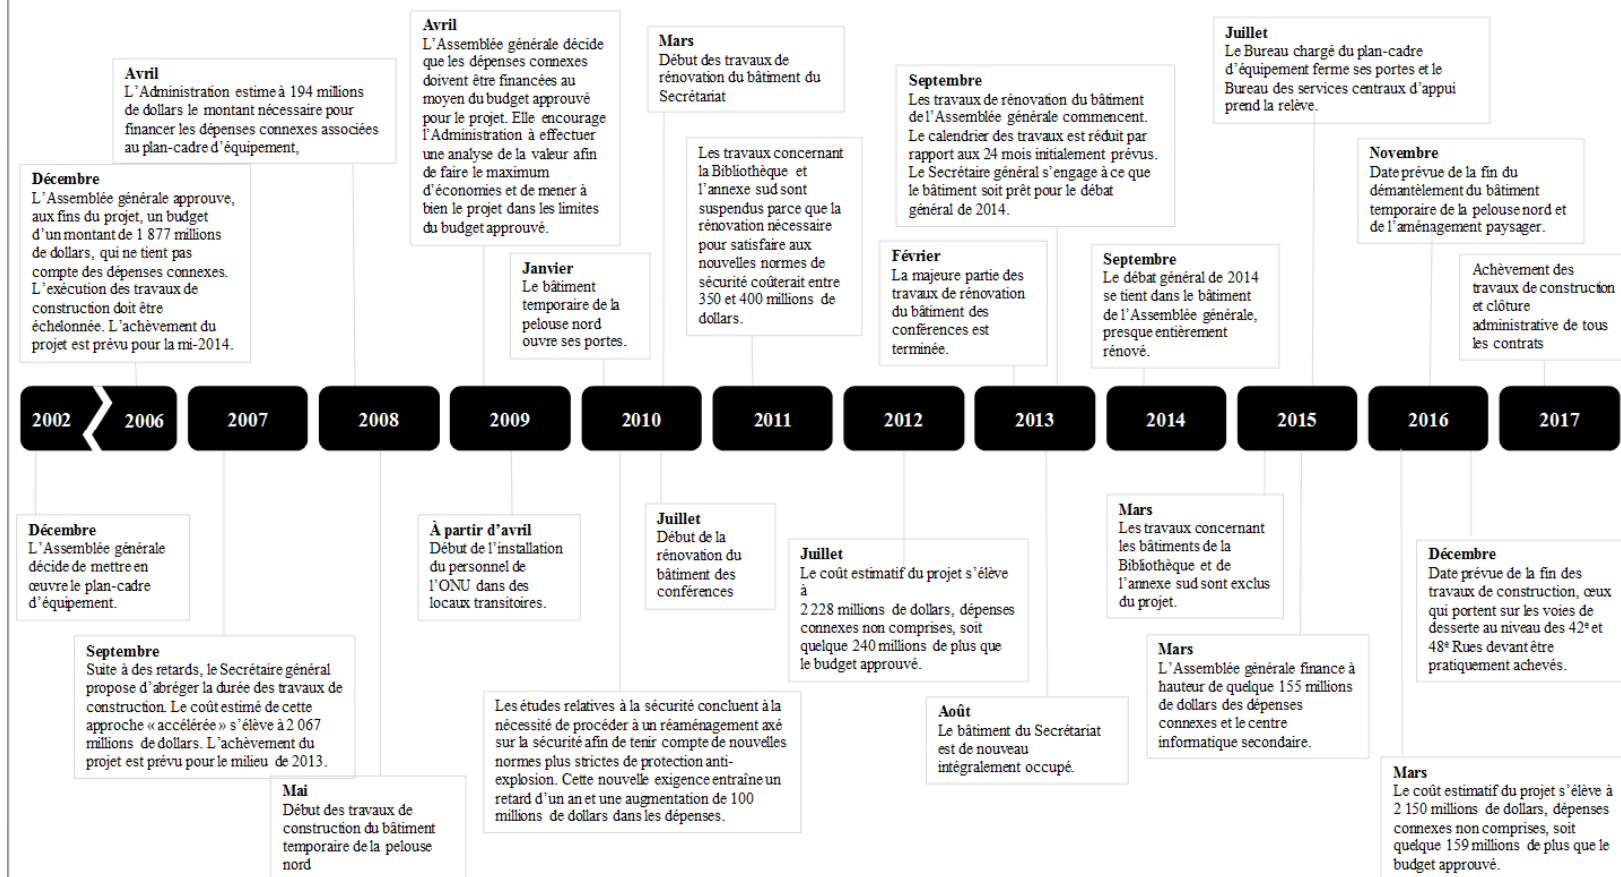 Avril
L’Administration estime à 194 millions
de dollars le montant nécessaire pour
financer les dépenses connexes associées
au plan-cadre d’équipement,
Décembre
L’Assemblée générale approuve,
aux fins du projet, un budget
d’un montant de 1 877 millions
de dollars, qui ne tient pas
compte des dépenses connexes.
L’exécution des travaux de
construction doit être
échelonnée. L’achèvement du
projet est prévu pour la mi-2014.
Avril
L’Assemblée générale décide
que les dépenses connexes
doivent être financées au
moyen du budget approuvé
pour le projet. Elle encourage
l’Administration à effectuer
une analyse de la valeur afin
de faire le maximum
d’économies et de mener à
bien le projet dans les limites
du budget approuvé.
Janvier
Le bâtiment
temporaire de la
pelouse nord
ouvre ses portes.
Mars
Début des travaux de
rénovation du bâtiment du
Secrétariat
Les travaux concernant
la Bibliothèque et
l’annexe sud sont
suspendus parce que la
rénovation nécessaire
pour satisfaire aux
nouvelles normes de
sécurité coûterait entre
350 et 400 millions de
dollars.
Septembre
Les travaux de rénovation du bâtiment
de l’Assemblée générale commencent.
Le calendrier des travaux est réduit par
rapport aux 24 mois initialement prévus.
Le Secrétaire général s’engage à ce que
le bâtiment soit prêt pour le débat
général de 2014.
Février
La majeure partie des
travaux de rénovation
du bâtiment des
conférences est
terminée.
Septembre
Le débat général de 2014
se tient dans le bâtiment
de l’Assemblée générale,
presque entièrement
rénové.
Juillet
Le Bureau chargé du plan-cadre
d’équipement ferme ses portes et le
Bureau des services centraux d’appui
prend la relève.
Novembre
Date prévue de la fin du
démantèlement du bâtiment
temporaire de la pelouse nord et
de l’aménagement paysager.
Achèvement des
travaux de construction
et clôture
administrative de tous
les contrats
2002 2006 2007 2008 2009 2010 2011 2012 2013 2014 2015 2016 2017
Décembre
L’Assemblée générale
décide de mettre en
œuvre le plan-cadre
d’équipement.
Septembre
Suite à des retards, le Secrétaire général
propose d’abréger la durée des travaux de
construction. Le coût estimé de cette
approche « accélérée » s’élève à 2 067
millions de dollars. L’achèvement du
projet est prévu pour le milieu de 2013.
Mai
Début des travaux de
construction du bâtiment
temporaire de la pelouse
nord
À partir d’avril
Début de l’installation
du personnel de
l’ONU dans des
locaux transitoires.
Les études relatives à la sécurité concluent à la
nécessité de procéder à un réaménagement axé
sur la sécurité afin de tenir compte de nouvelles
normes plus strictes de protection anti-
explosion. Cette nouvelle exigence entraîne un
retard d’un an et une augmentation de 100
millions de dollars dans les dépenses.
Juillet
Début de la
rénovation du
bâtiment des
conférences
Juillet
Le coût estimatif du projet s’élève
à
2 228 millions de dollars, dépenses
connexes non comprises, soit
quelque 240 millions de plus que
le budget approuvé.
Août
Le bâtiment du Secrétariat
est de nouveau
intégralement occupé.
Mars
Les travaux concernant
les bâtiments de la
Bibliothèque et de
l’annexe sud sont exclus
du projet.
Mars
L’Assemblée générale finance à
hauteur de quelque 155 millions
de dollars des dépenses
connexes et le centre
informatique secondaire.
Décembre
Date prévue de la fin des
travaux de construction, ceux
qui portent sur les voies de
desserte au niveau des 42ᵉ et
48ᵉ Rues devant être
pratiquement achevés.
Mars
Le coût estimatif du projet s’élève à
2 150 millions de dollars, dépenses
connexes non comprises, soit
quelque 159 millions de plus que le
budget approuvé.